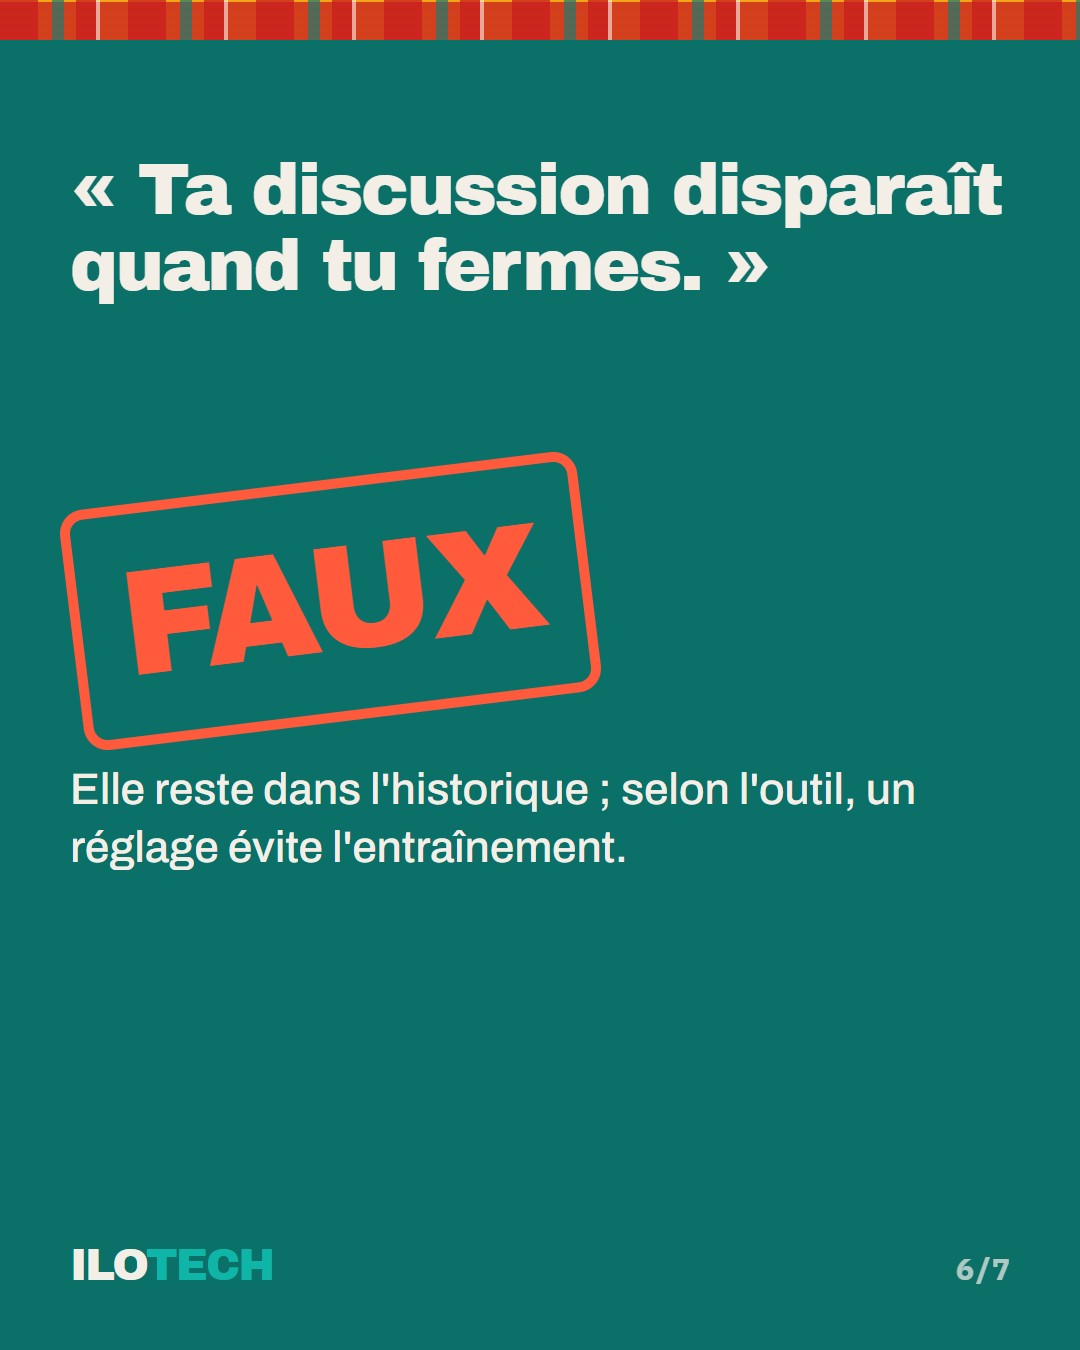 « Ta discussion disparaît
quand tu fermes. »
FAUX
Elle reste dans l'historique ; selon l'outil, un
réglage évite l'entraînement.
ILOTECH
6/7